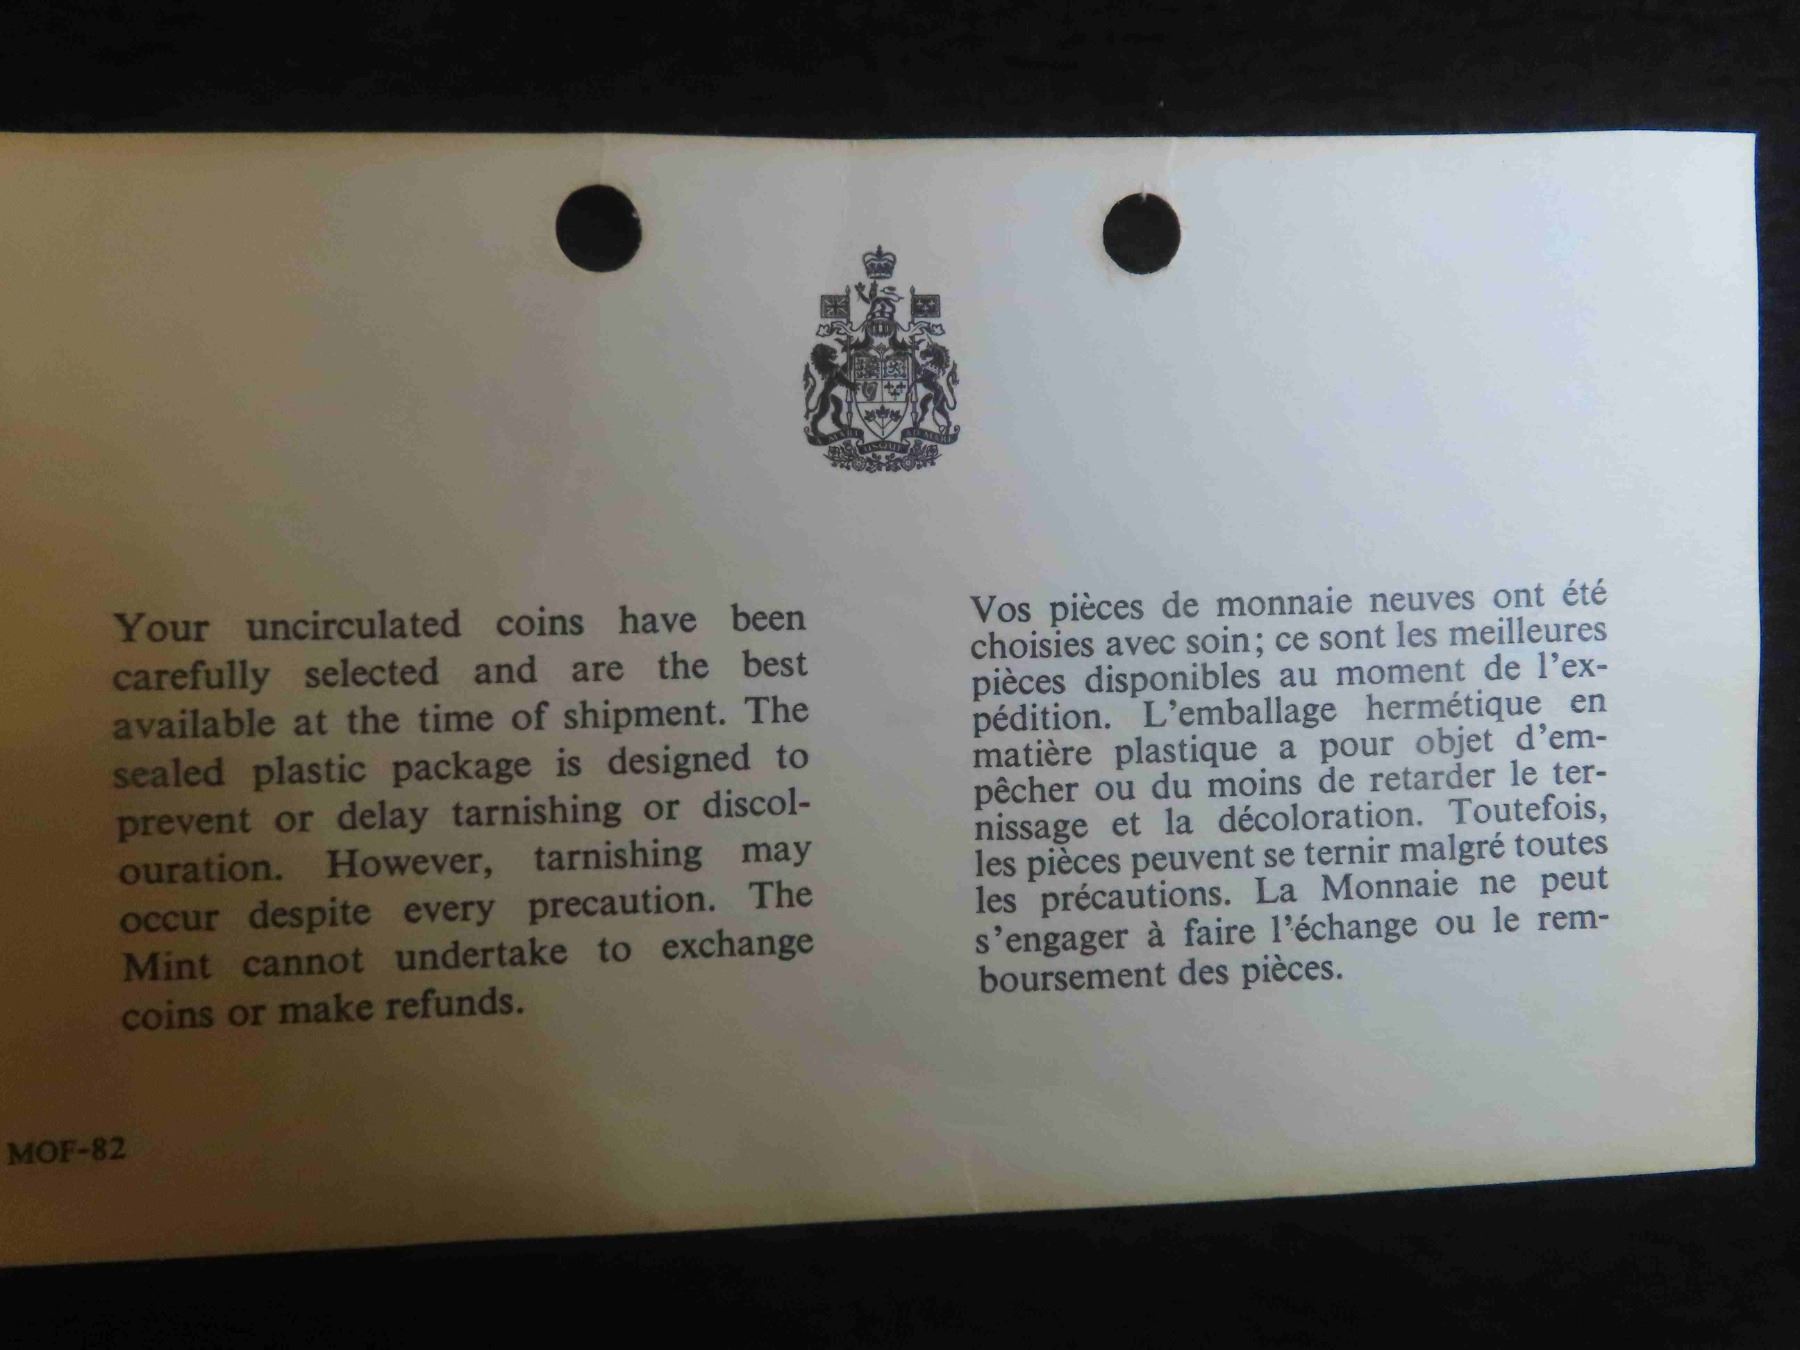 A MARI USQUE AD MARE
Your uncirculated coins have been
carefully selected and are the best
available at the time of shipment. The
sealed plastic package is designed to
prevent or delay tarnishing or discol-
ouration. However, tarnishing may
occur despite every precaution. The
Mint cannot undertake to exchange
coins or make refunds.
Vos pièces de monnaie neuves ont été
choisies avec soin; ce sont les meilleures
pièces disponibles au moment de l'ex-
pédition. L'emballage hermétique en
matière plastique a pour objet d'em-
pêcher ou du moins de retarder le ter-
nissage et la décoloration. Toutefois,
les pièces peuvent se ternir malgré toutes
les précautions. La Monnaie ne peut
s'engager à faire l'échange ou le rem-
boursement des pièces.
MOF-82